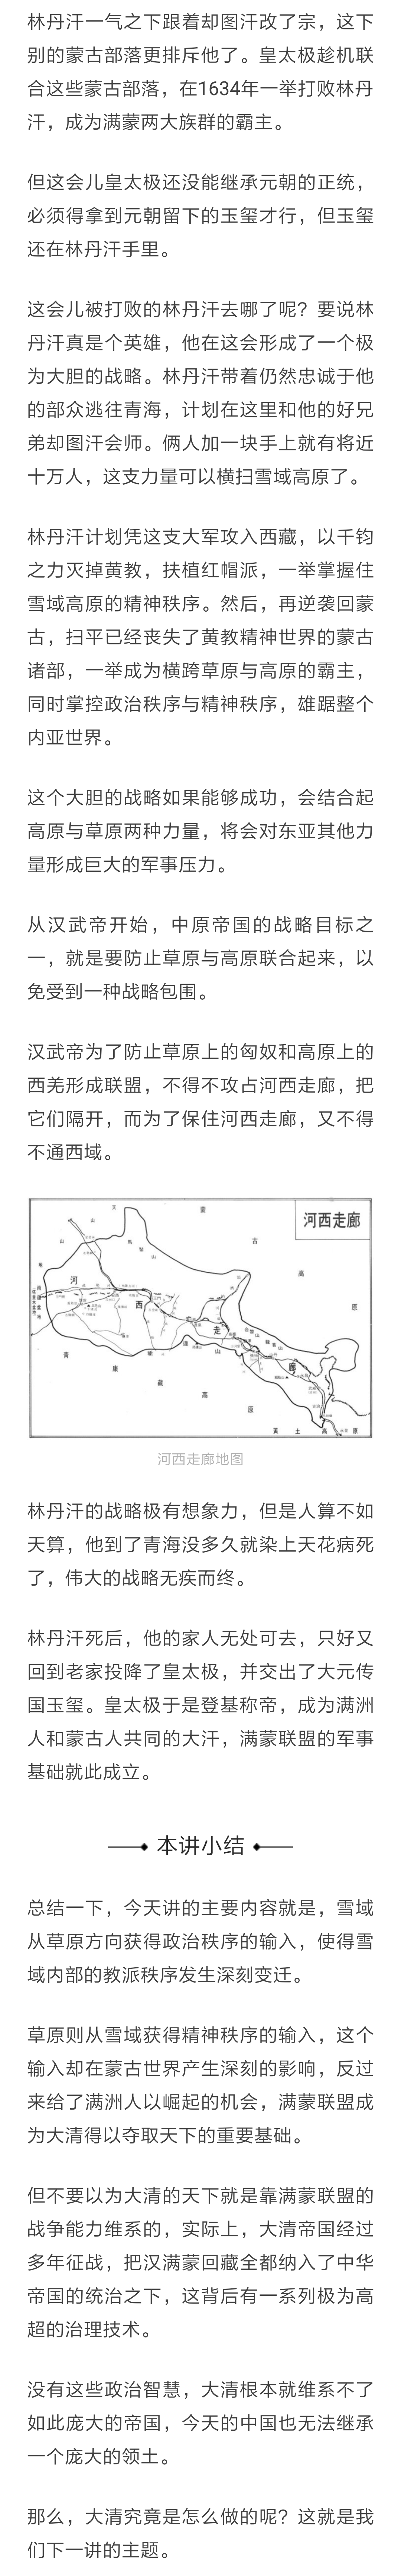 林丹汗一气之下跟着却图汗改了宗，这下
别的蒙古部落更排斥他了。皇太极趁机联
合这些蒙古部落，在1634年一举打败林丹
汗，成为满蒙两大族群的霸主。
但这会儿皇太极还没能继承元朝的正统，
必须得拿到元朝留下的玉玺才行，但玉玺
还在林丹汗手里。
这会儿被打败的林丹汗去哪了呢？要说林
丹汗真是个英雄，他在这会形成了一个极
为大胆的战略。林丹汗带着仍然忠诚于他
的部众逃往青海，计划在这里和他的好兄
弟却图汗会师。俩人加一块手上就有将近
十万人，这支力量可以横扫雪域高原了。
林丹汗计划凭这支大军攻入西藏，以千钧
之力灭掉黄教，扶植红帽派，一举掌握住
雪域高原的精神秩序。然后，再逆袭回蒙
古，扫平已经丧失了黄教精神世界的蒙古
诸部，一举成为横跨草原与高原的霸主，
同时掌控政治秩序与精神秩序，雄踞整个
内亚世界。
这个大胆的战略如果能够成功，会结合起
高原与草原两种力量，将会对东亚其他力
量形成巨大的军事压力。
从汉武帝开始，中原帝国的战略目标之
一，就是要防止草原与高原联合起来，以
免受到一种战略包围。
汉武帝为了防止草原上的匈奴和高原上的
西羌形成联盟，不得不攻占河西走廊，把
它们隔开，而为了保住河西走廊，又不得
不通西域。
河西走廊
蒙
古
高
原
河
西
走
廊
青
康
藏
高
原
黄 土 高 原
河西走廊地图
林丹汗的战略极有想象力，但是人算不如
天算，他到了青海没多久就染上天花病死
了，伟大的战略无疾而终。
林丹汗死后，他的家人无处可去，只好又
回到老家投降了皇太极，并交出了大元传
国玉玺。皇太极于是登基称帝，成为满洲
人和蒙古人共同的大汗，满蒙联盟的军事
基础就此成立。
本讲小结
总结一下，今天讲的主要内容就是，雪域
从草原方向获得政治秩序的输入，使得雪
域内部的教派秩序发生深刻变迁。
草原则从雪域获得精神秩序的输入，这个
输入却在蒙古世界产生深刻的影响，反过
来给了满洲人以崛起的机会，满蒙联盟成
为大清得以夺取天下的重要基础。
但不要以为大清的天下就是靠满蒙联盟的
战争能力维系的，实际上，大清帝国经过
多年征战，把汉满蒙回藏全都纳入了中华
帝国的统治之下，这背后有一系列极为高
超的治理技术。
没有这些政治智慧，大清根本就维系不了
如此庞大的帝国，今天的中国也无法继承
一个庞大的领土。
那么，大清究竟是怎么做的呢？这就是我
们下一讲的主题。